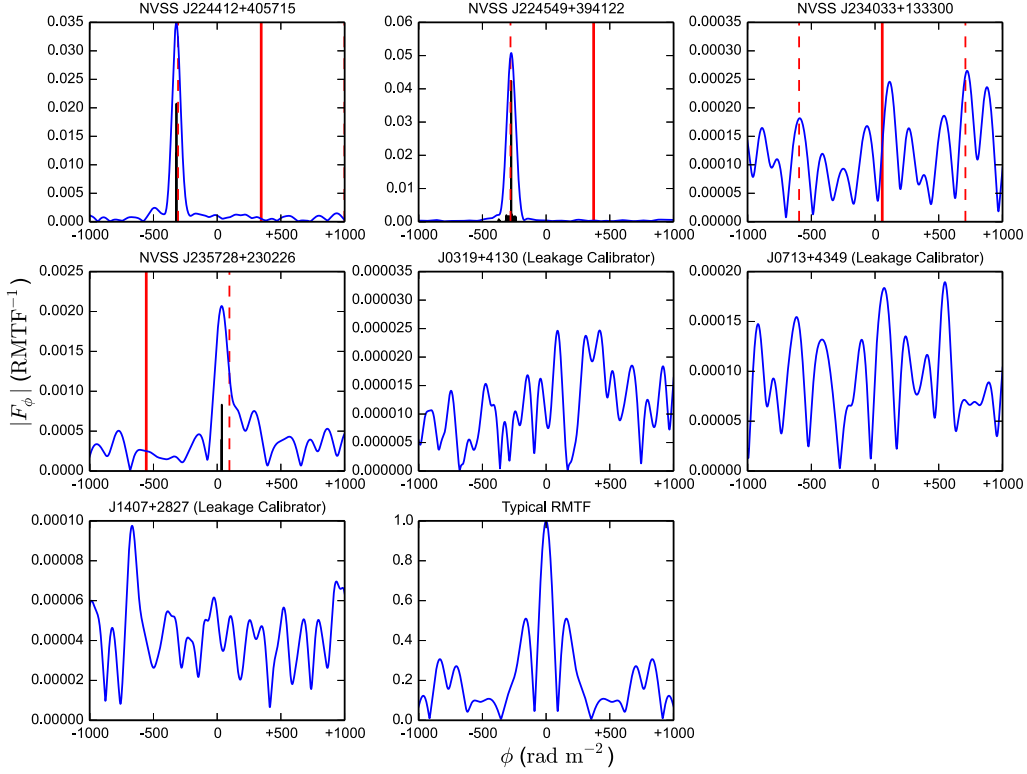 NVSS J224412+405715 NVSS J224549+394122 NVSS J234033+133300
0.035 0.06 0.00035
0.030 0.05 0.00030
0.025 0.04 0.00025
0.020 0.03 0.00020
0.015 0.02 0.00015
0.010 0.01 0.00010
0.005 0.00 0.00005
0.000 0.00000
-1000 -500 0 +500 +1000 -1000 -500 0 +500 +1000 -1000 -500 0 +500 +1000
NVSS J235728+230226 J0319+4130 (Leakage Calibrator) J0713+4349 (Leakage Calibrator)
0.0025 0.000035 0.00020
0.0020 0.000030 0.00015
0.0015 0.000025 0.00010
0.0010 0.000020 0.00005
0.0005 0.000015 0.00000
0.0000 0.000010
0.000005
0.000000
|F_ϕ| (RMTF⁻¹)
-1000 -500 0 +500 +1000 -1000 -500 0 +500 +1000 -1000 -500 0 +500 +1000
J1407+2827 (Leakage Calibrator) Typical RMTF
0.00010 1.0
0.00008 0.8
0.00006 0.6
0.00004 0.4
0.00002 0.2
0.00000 0.0
-1000 -500 0 +500 +1000 -1000 -500 0 +500 +1000
ϕ (rad m⁻²)